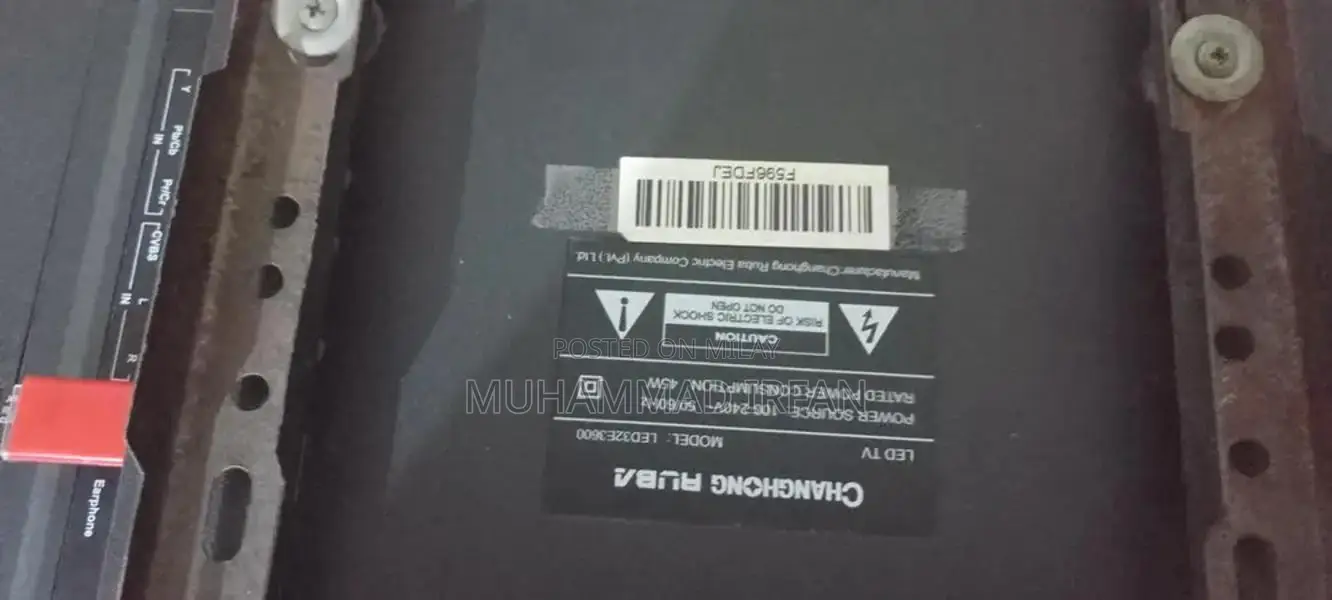 CHANGHONG RUBA
LED TV MODEL: LED32E3600
POWER SOURCE: 100-240V~ 50/60Hz
RATED POWER CONSUMPTION: 45W
CAUTION
RISK OF ELECTRIC SHOCK
DO NOT OPEN
Manufacturer: Changhong Ruba Electric Company (Pvt.) Ltd.
F596FDEJ
Y Pb/Cb Pr/Cr
IN
CVBS L R
IN
Earphone
POSTED ON MILAY
MUHAMMAD IRFAN